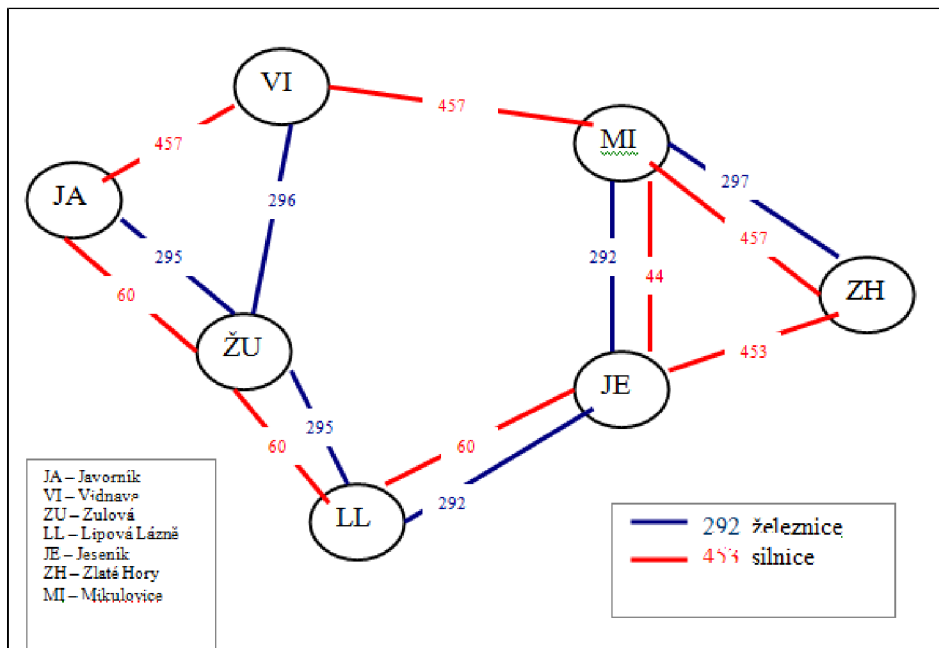 VI
457
457
MI
JA
296
297
295
457
292
44
ZH
60
ŽU
453
JE
295
60
60
292
LL
JA – Javorník
VI – Vidnava
ZU – Zulová
LL – Lipová Lázně
JE – Jeseník
ZH – Zlaté Hory
MI – Mikulovice
292 železnice
453 silnice